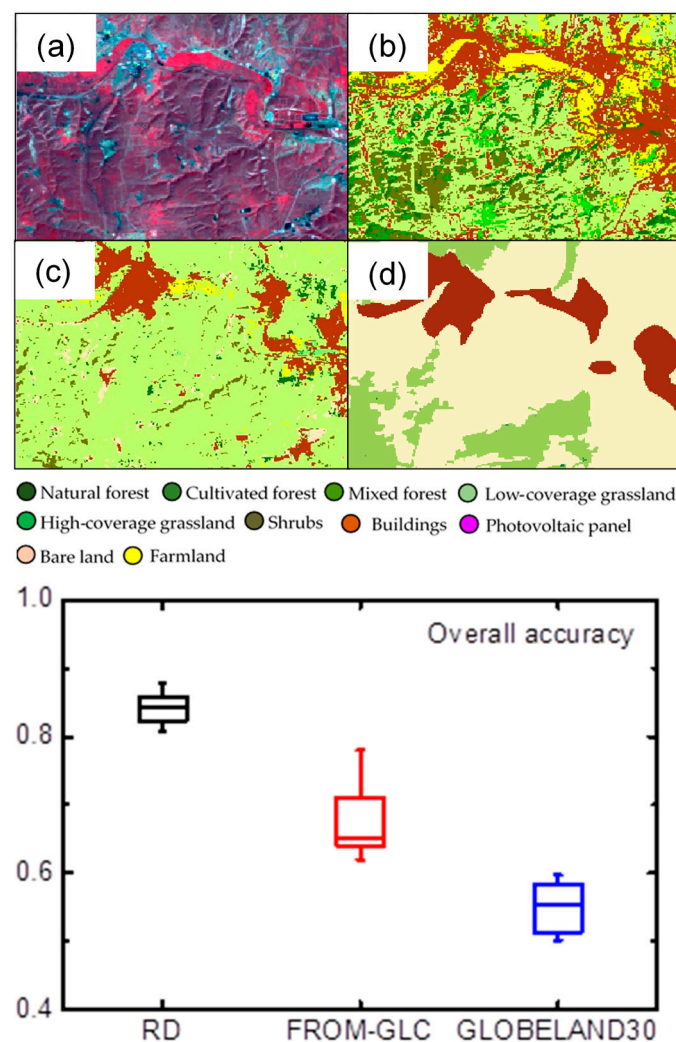 (a) (b)
(c) (d)
Natural forest Cultivated forest Mixed forest Low-coverage grassland
High-coverage grassland Shrubs Buildings Photovoltaic panel
Bare land Farmland
1.0
Overall accuracy
0.8
0.6
0.4
RD FROM-GLC GLOBELAND30